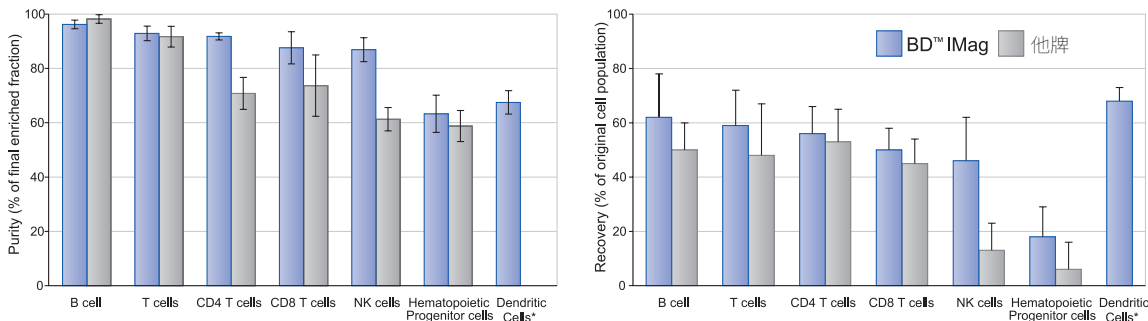 Purity (% of final enriched fraction)
100
80
60
40
20
0
B cell
T cells
CD4 T cells
CD8 T cells
NK cells
Hematopoietic
Progenitor cells
Dendritic
Cells*
BD™ IMag
他牌
Recovery (% of original cell population)
100
80
60
40
20
0
B cell
T cells
CD4 T cells
CD8 T cells
NK cells
Hematopoietic
Progenitor cells
Dendritic
Cells*